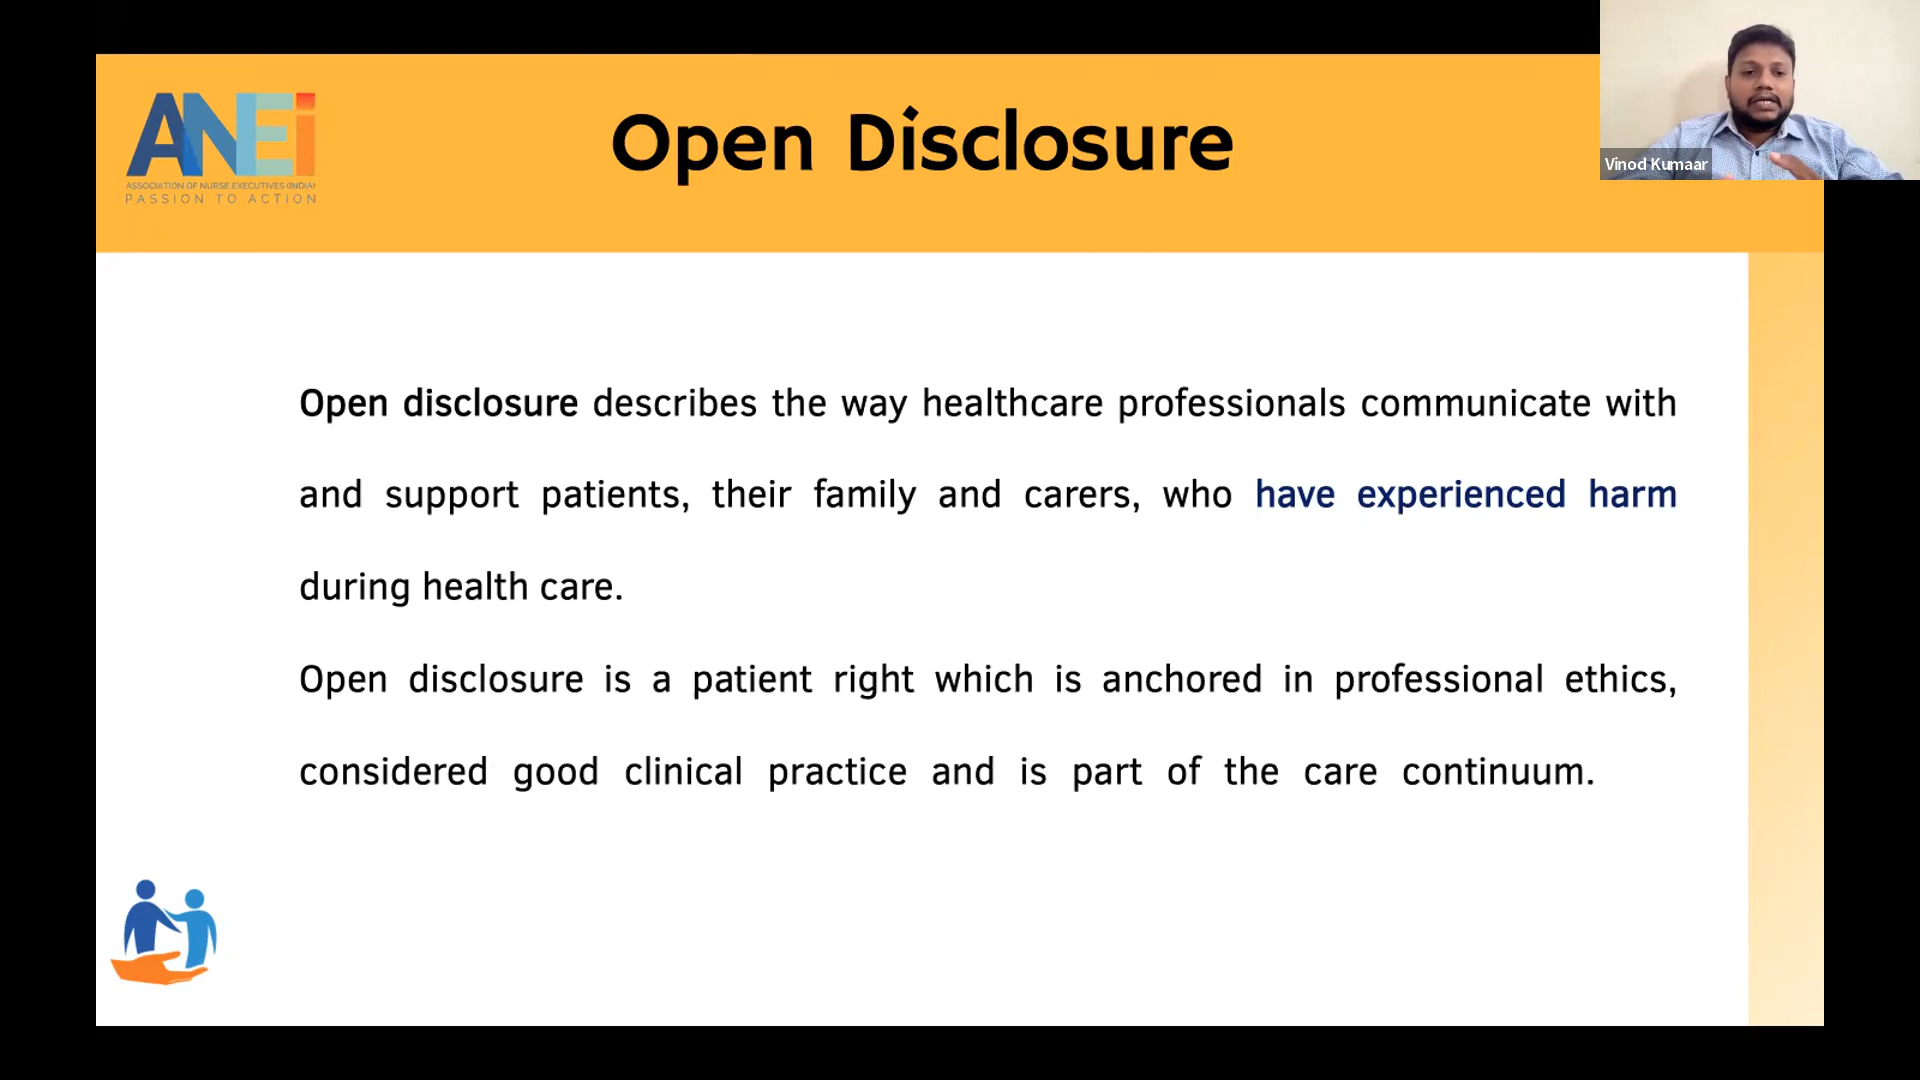 ANEi
ASSOCIATION OF NURSE EXECUTIVES (INDIA)
PASSION TO ACTION
Open Disclosure
Vinod Kumaar
Open disclosure describes the way healthcare professionals communicate with
and support patients, their family and carers, who have experienced harm
during health care.
Open disclosure is a patient right which is anchored in professional ethics,
considered good clinical practice and is part of the care continuum.